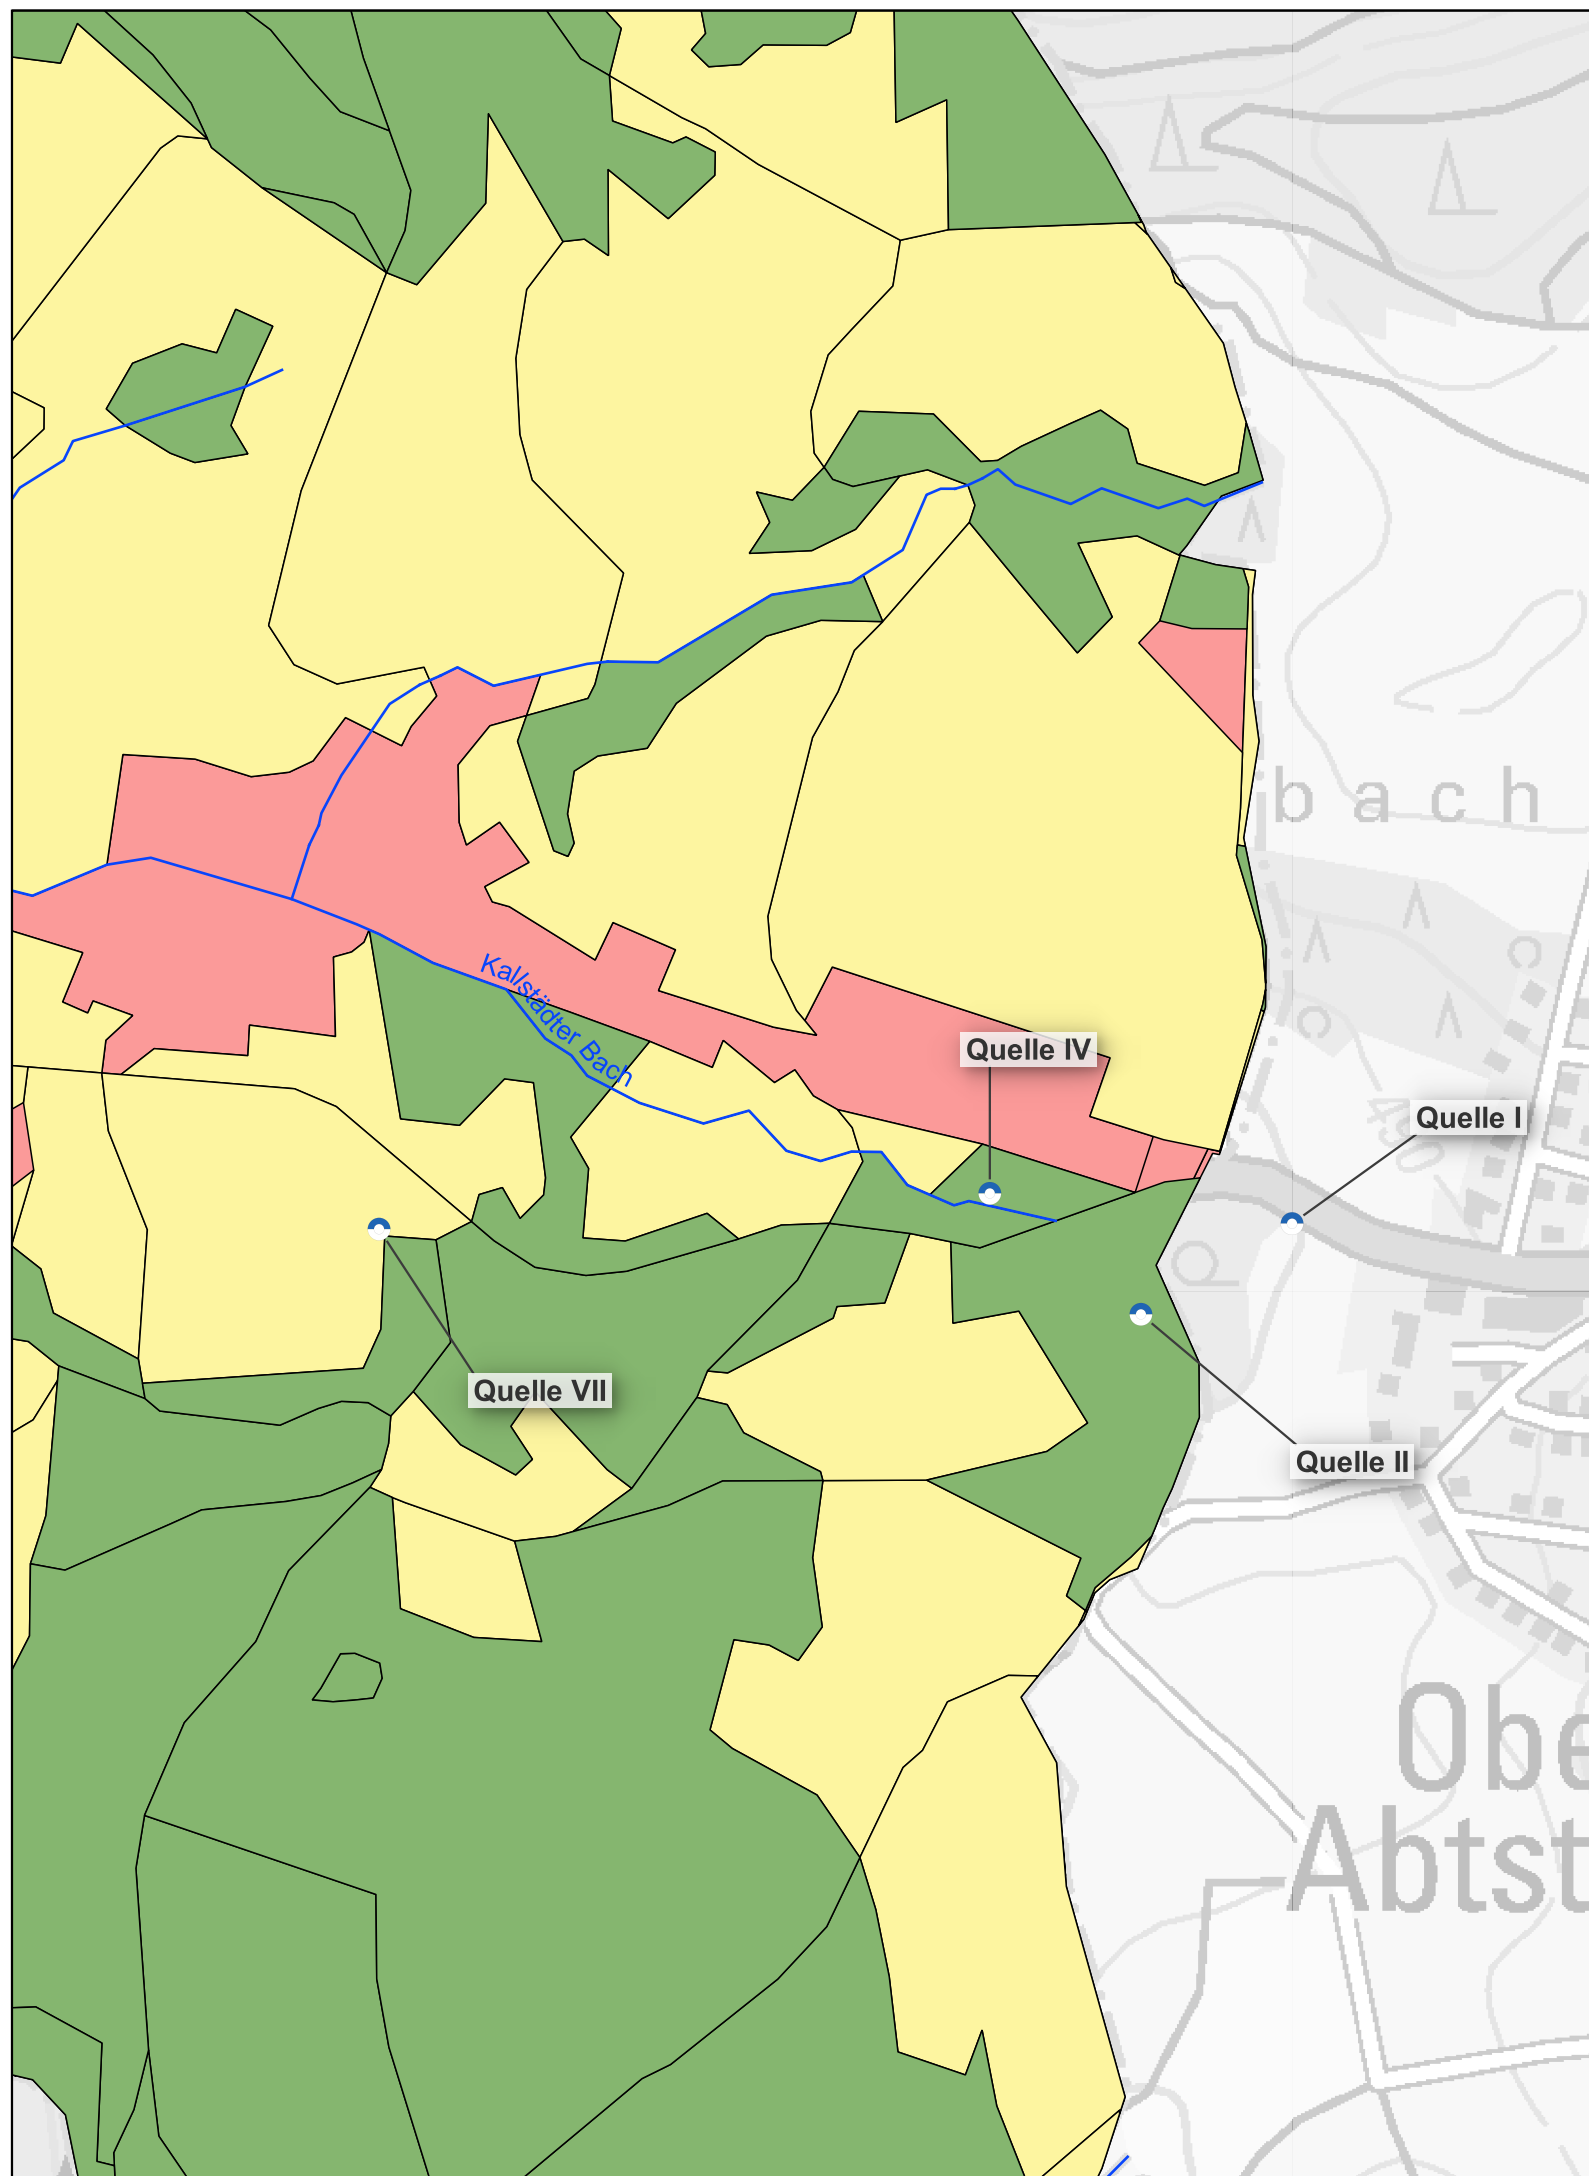 bach
Kallstädter Bach
Quelle IV
Quelle I
Quelle VII
Quelle II
Obe
Abtst